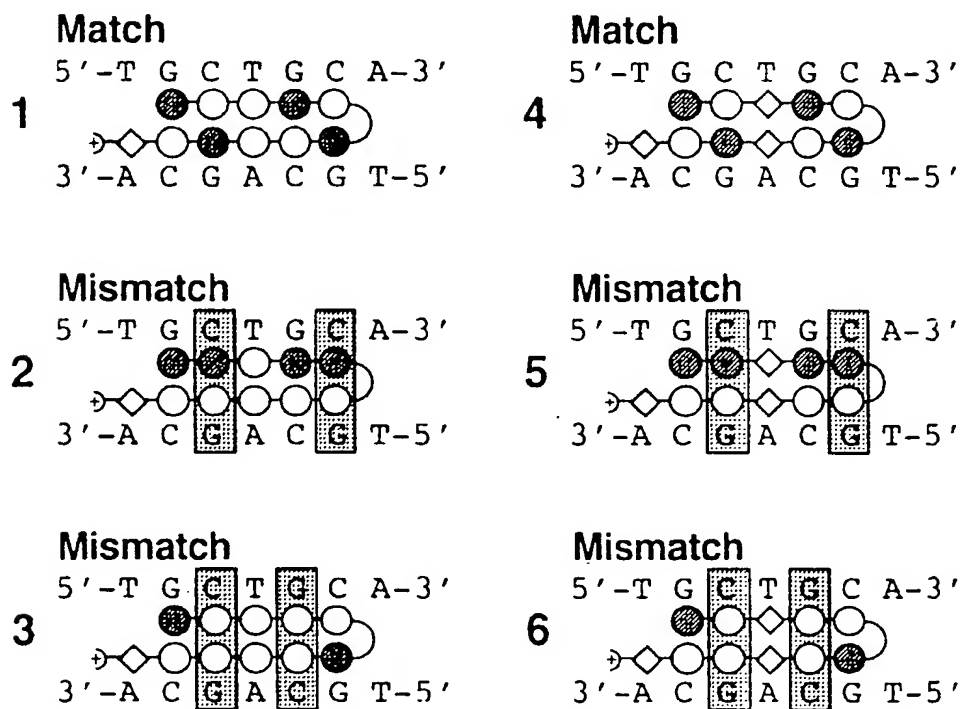 Match
5'-T G C T G C A-3'
1
3'-A C G A C G T-5'
Match
5'-T G C T G C A-3'
4
3'-A C G A C G T-5'
Mismatch
5'-T G C T G C A-3'
2
3'-A C G A C G T-5'
Mismatch
5'-T G C T G C A-3'
5
3'-A C G A C G T-5'
Mismatch
5'-T G C T G C A-3'
3
3'-A C G A C G T-5'
Mismatch
5'-T G C T G C A-3'
6
3'-A C G A C G T-5'